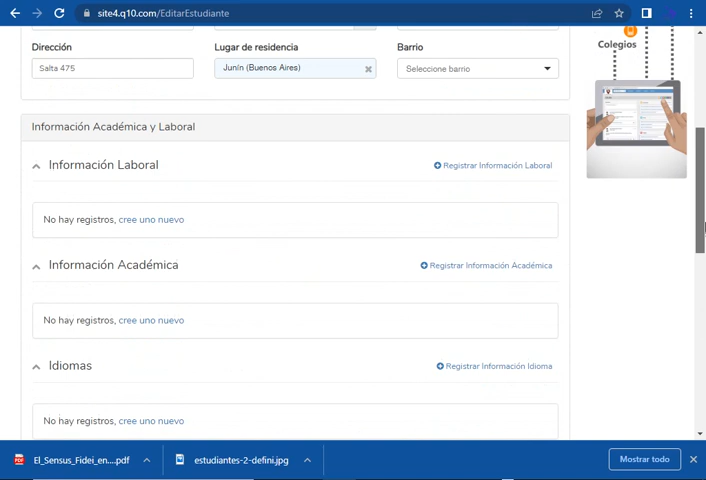 site4.q10.com/EditarEstudiante
Dirección Lugar de residencia Barrio
Salta 475 Junín (Buenos Aires) Seleccione barrio
Colegios
Información Académica y Laboral
Información Laboral Registrar Información Laboral
No hay registros, cree uno nuevo
Información Académica Registrar Información Académica
No hay registros, cree uno nuevo
Idiomas Registrar Información Idioma
No hay registros, cree uno nuevo
El_Sensus_Fidei_en....pdf estudiantes-2-defini.jpg Mostrar todo